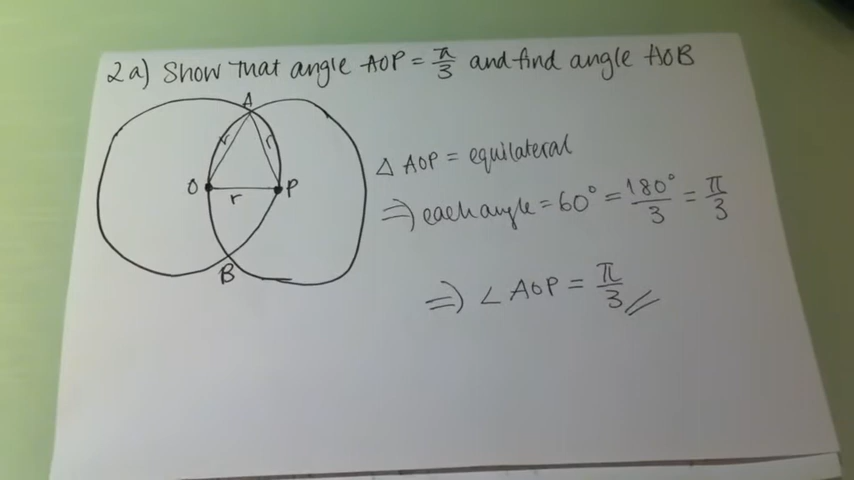 2a) Show that angle AOP = π/3 and find angle AOB
A
r r
O P
r
B
△ AOP = equilateral
⇒ each angle = 60° = 180°/3 = π/3
⇒ ∠AOP = π/3 //